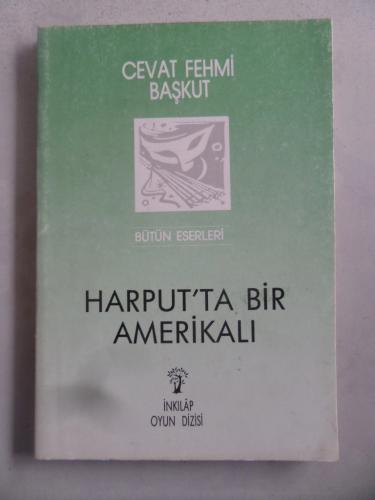 CEVAT FEHMİ
BAŞKUT
BÜTÜN ESERLERİ
HARPUT'TA BİR
AMERİKALI
İNKILÂP
OYUN DİZİSİ